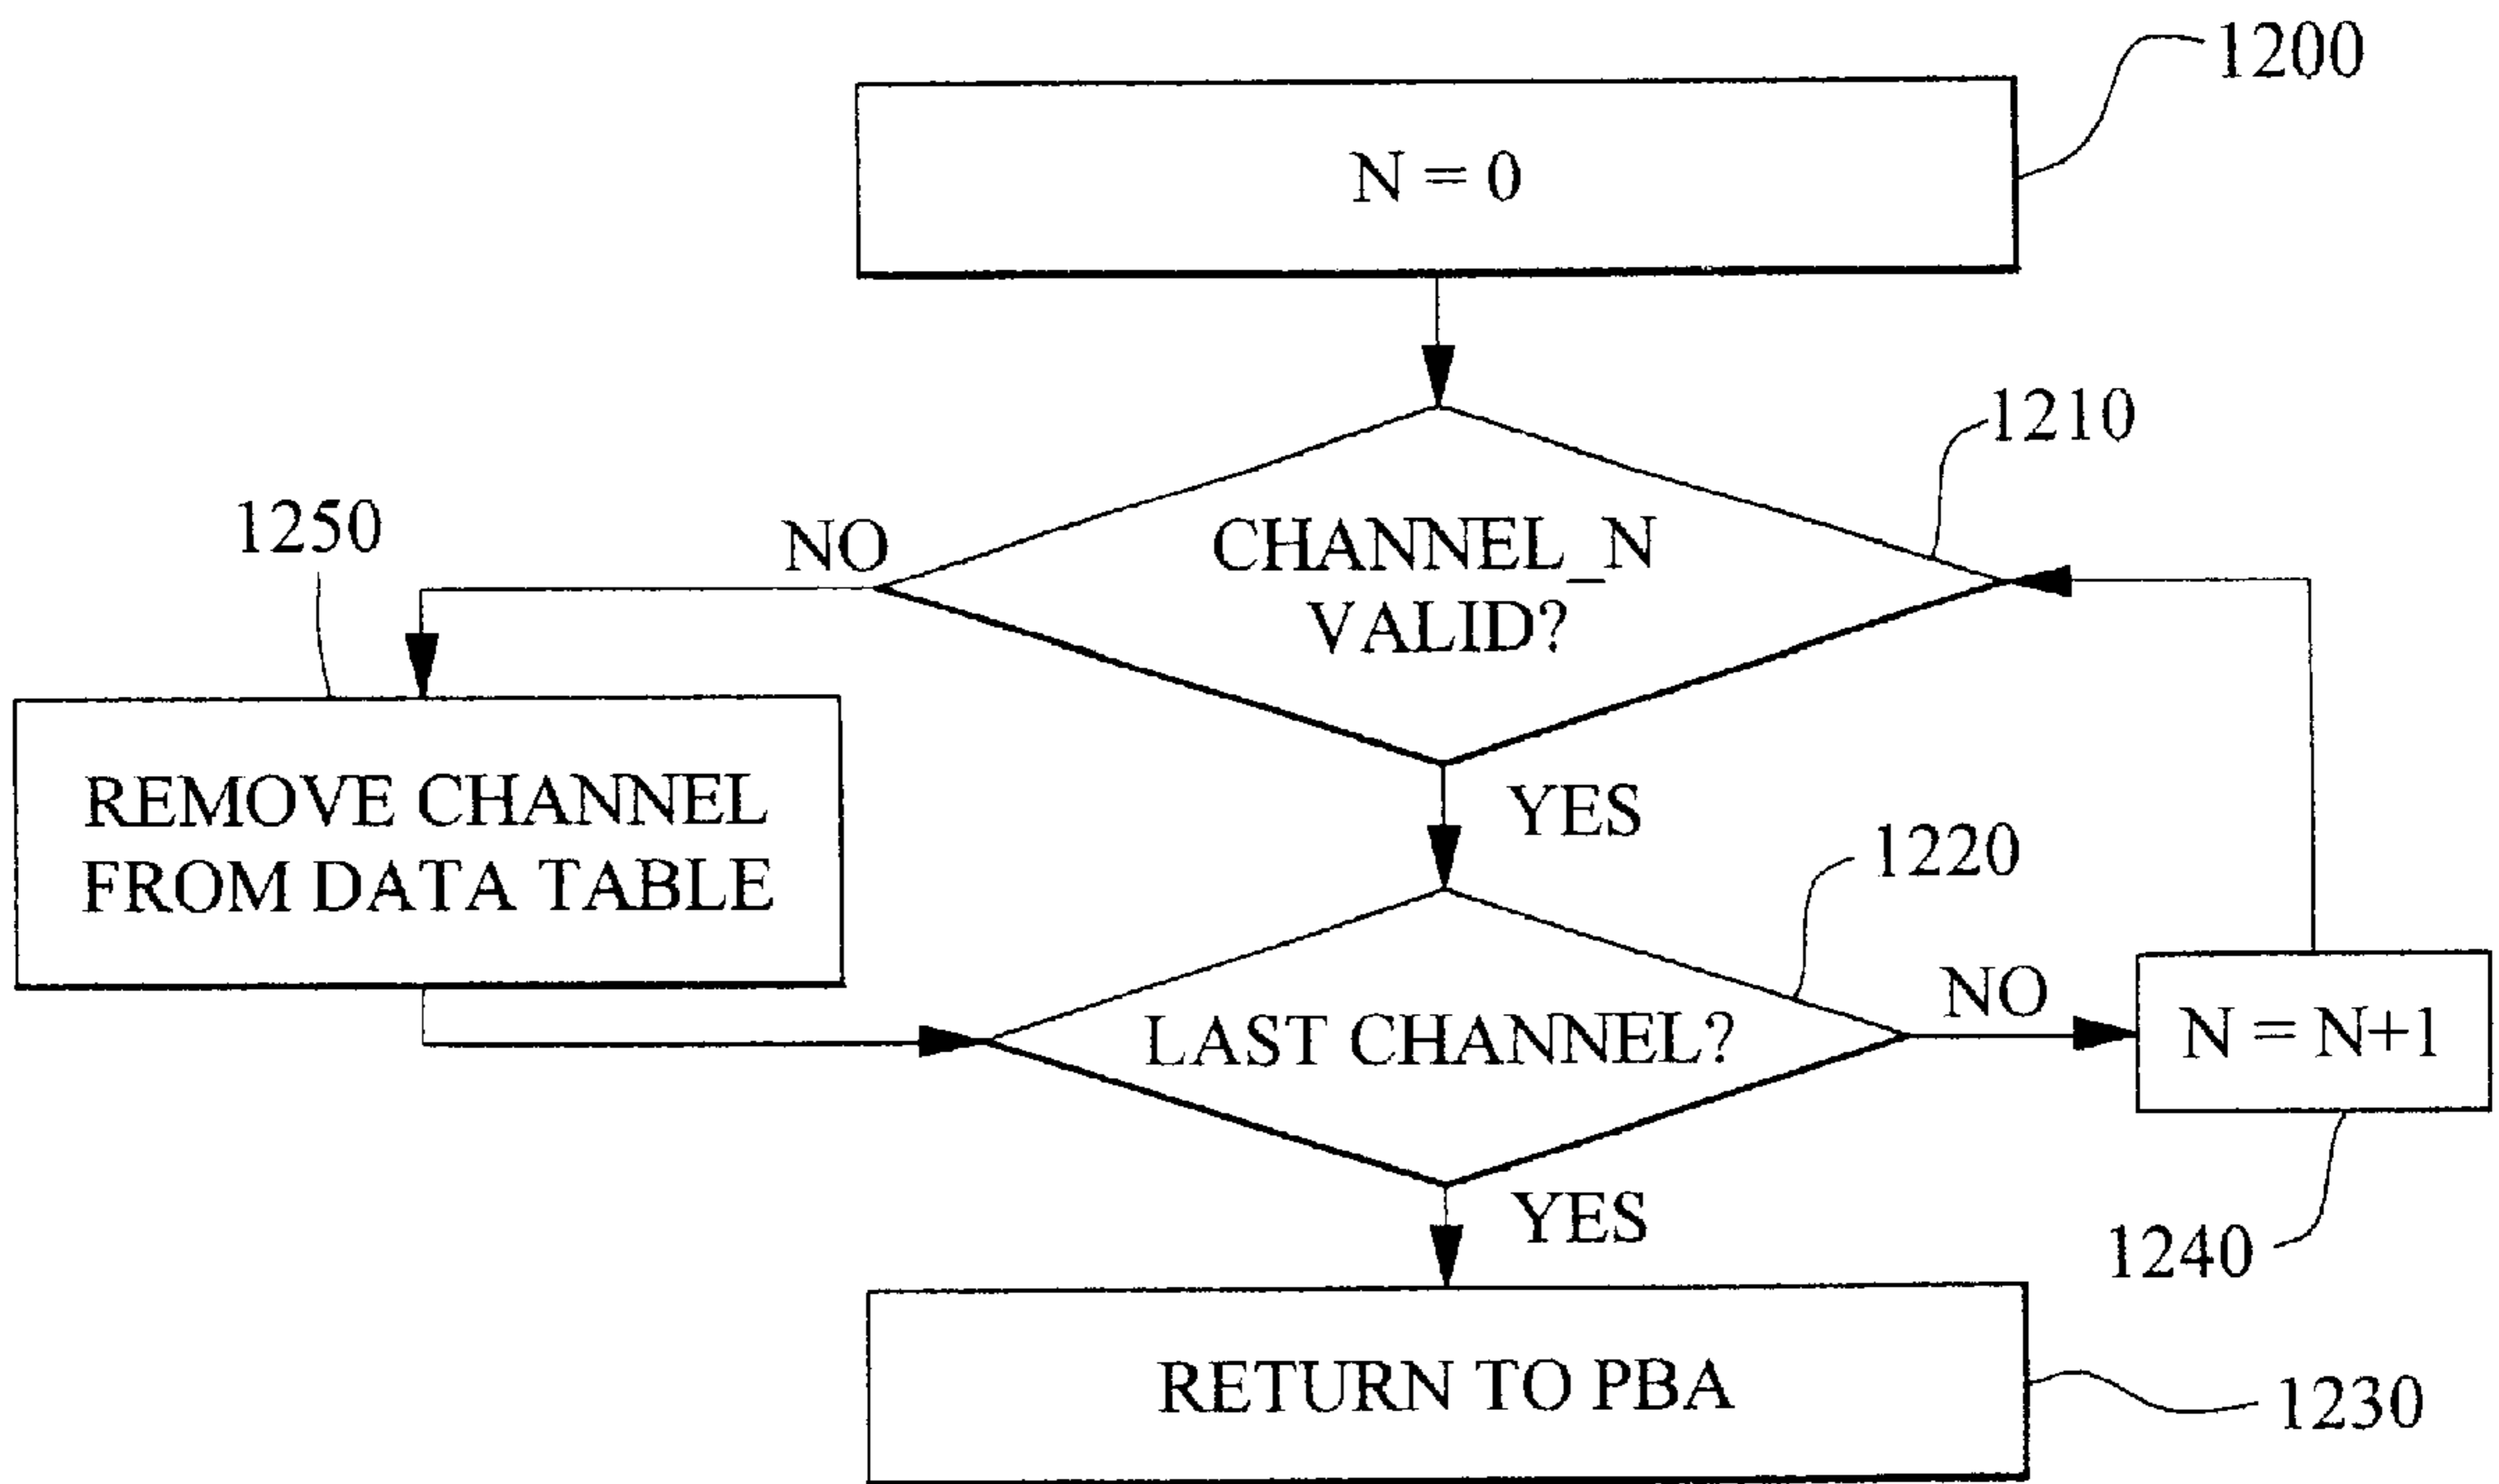 1200
N = 0
1210
CHANNEL_N
VALID?
NO
1250
YES
REMOVE CHANNEL
FROM DATA TABLE
1220
LAST CHANNEL?
NO
N = N+1
1240
YES
RETURN TO PBA
1230